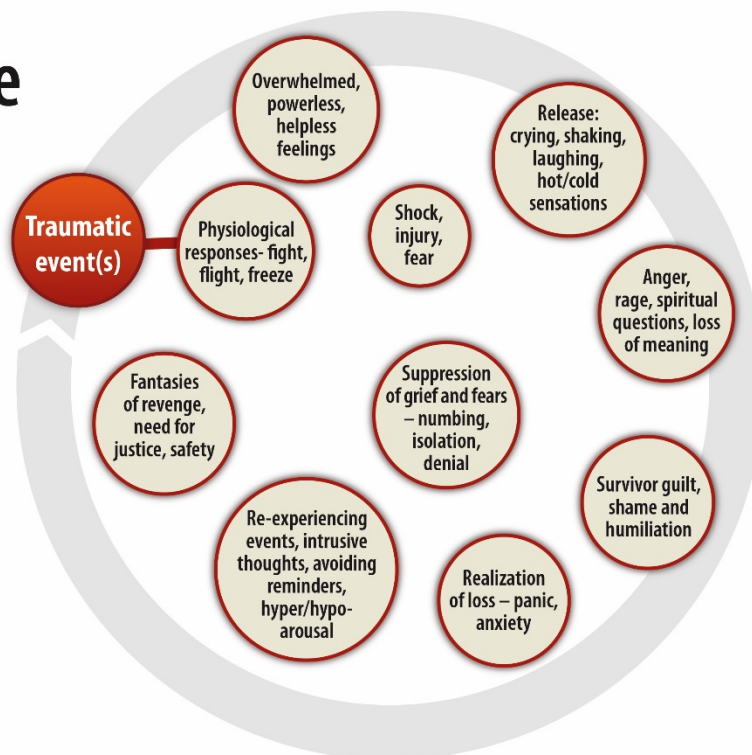 e
Overwhelmed,
powerless,
helpless
feelings
Release:
crying, shaking,
laughing,
hot/cold
sensations
Traumatic
event(s)
Physiological
responses- fight,
flight, freeze
Shock,
injury,
fear
Anger,
rage, spiritual
questions, loss
of meaning
Fantasies
of revenge,
need for
justice, safety
Suppression
of grief and fears
– numbing,
isolation,
denial
Survivor guilt,
shame and
humiliation
Re-experiencing
events, intrusive
thoughts, avoiding
reminders,
hyper/hypo-
arousal
Realization
of loss – panic,
anxiety